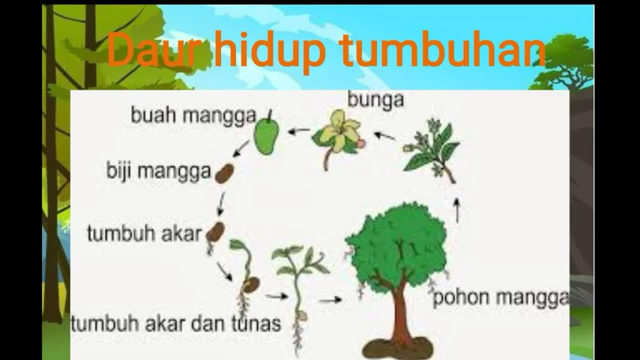 Daur hidup tumbuhan
bunga
buah mangga
biji mangga
tumbuh akar
pohon mangga
tumbuh akar dan tunas